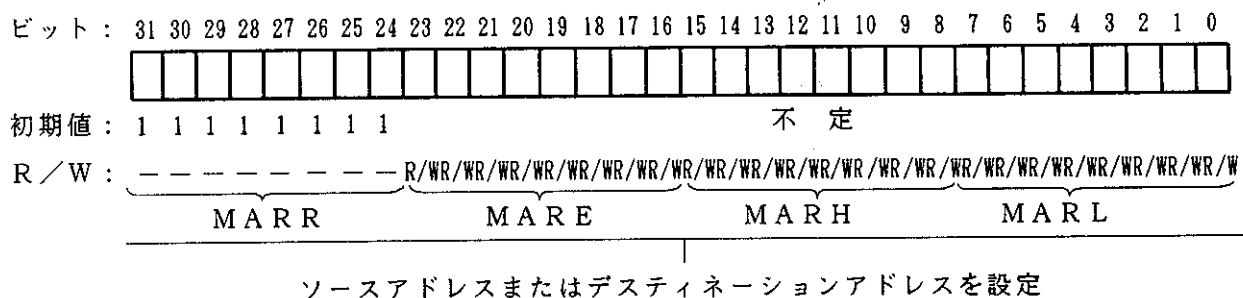 ビット： 31 30 29 28 27 26 25 24 23 22 21 20 19 18 17 16 15 14 13 12 11 10 9 8 7 6 5 4 3 2 1 0
初期値： 1 1 1 1 1 1 1 1 不 定
R／W： － － － － － － － － R/W R/W R/W R/W R/W R/W R/W R/W R/W R/W R/W R/W R/W R/W R/W R/W R/W R/W R/W R/W R/W R/W R/W R/W
MARR MARE MARH MARL
ソースアドレスまたはデスティネーションアドレスを設定